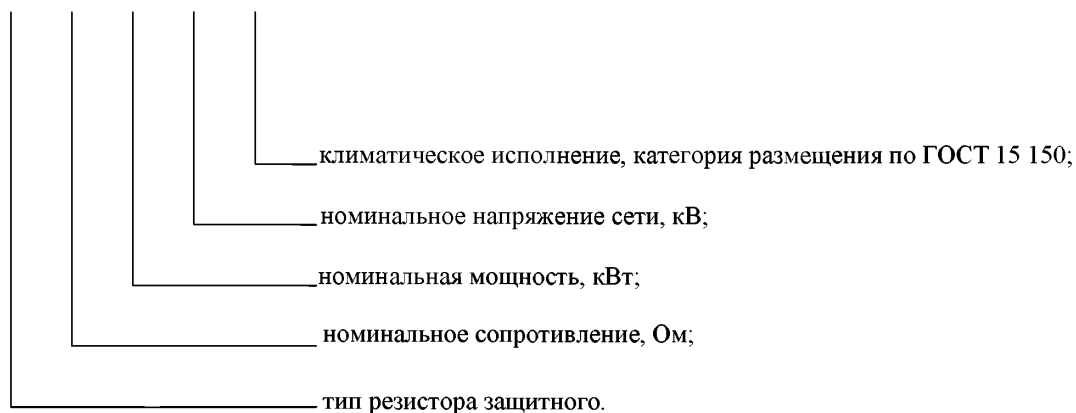 климатическое исполнение, категория размещения по ГОСТ 15 150;
номинальное напряжение сети, кВ;
номинальная мощность, кВт;
номинальное сопротивление, Ом;
тип резистора защитного.